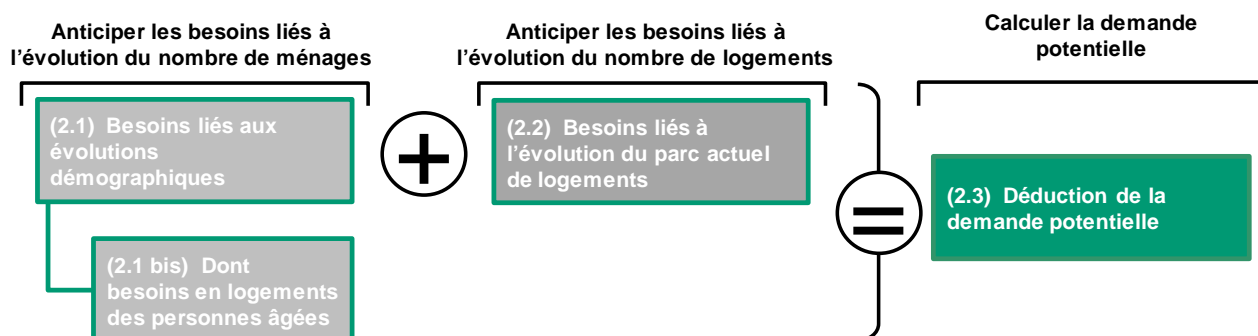 Anticiper les besoins liés à
l'évolution du nombre de ménages
Anticiper les besoins liés à
l'évolution du nombre de logements
Calculer la demande
potentielle
(2.1) Besoins liés aux
évolutions
démographiques
+
(2.2) Besoins liés à
l'évolution du parc actuel
de logements
=
(2.3) Déduction de la
demande potentielle
(2.1 bis) Dont
besoins en logements
des personnes âgées